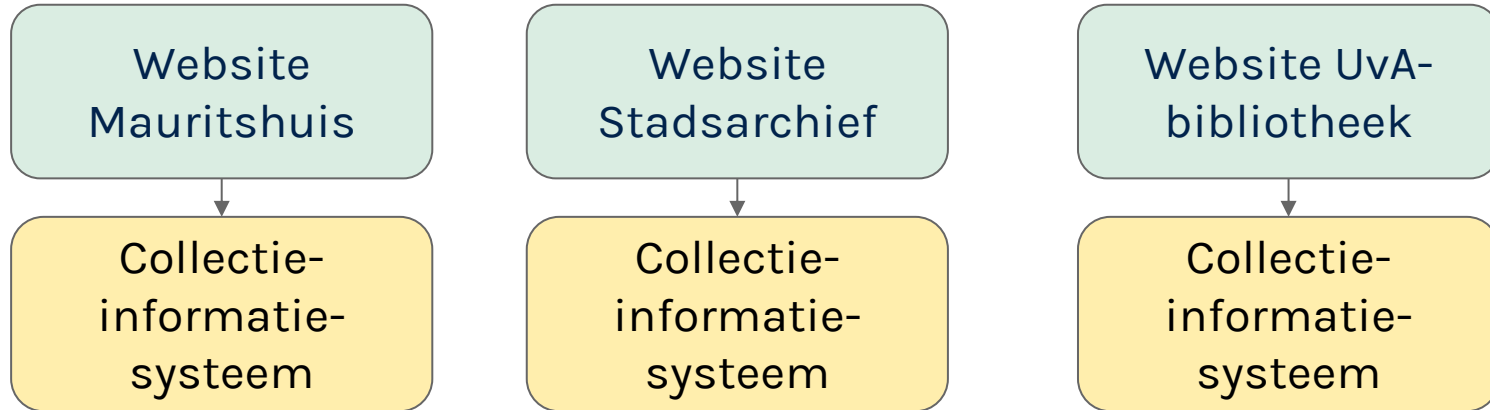 Website
Mauritshuis
Website
Stadsarchief
Website UvA-
bibliotheek
Collectie-
informatie-
systeem
Collectie-
informatie-
systeem
Collectie-
informatie-
systeem